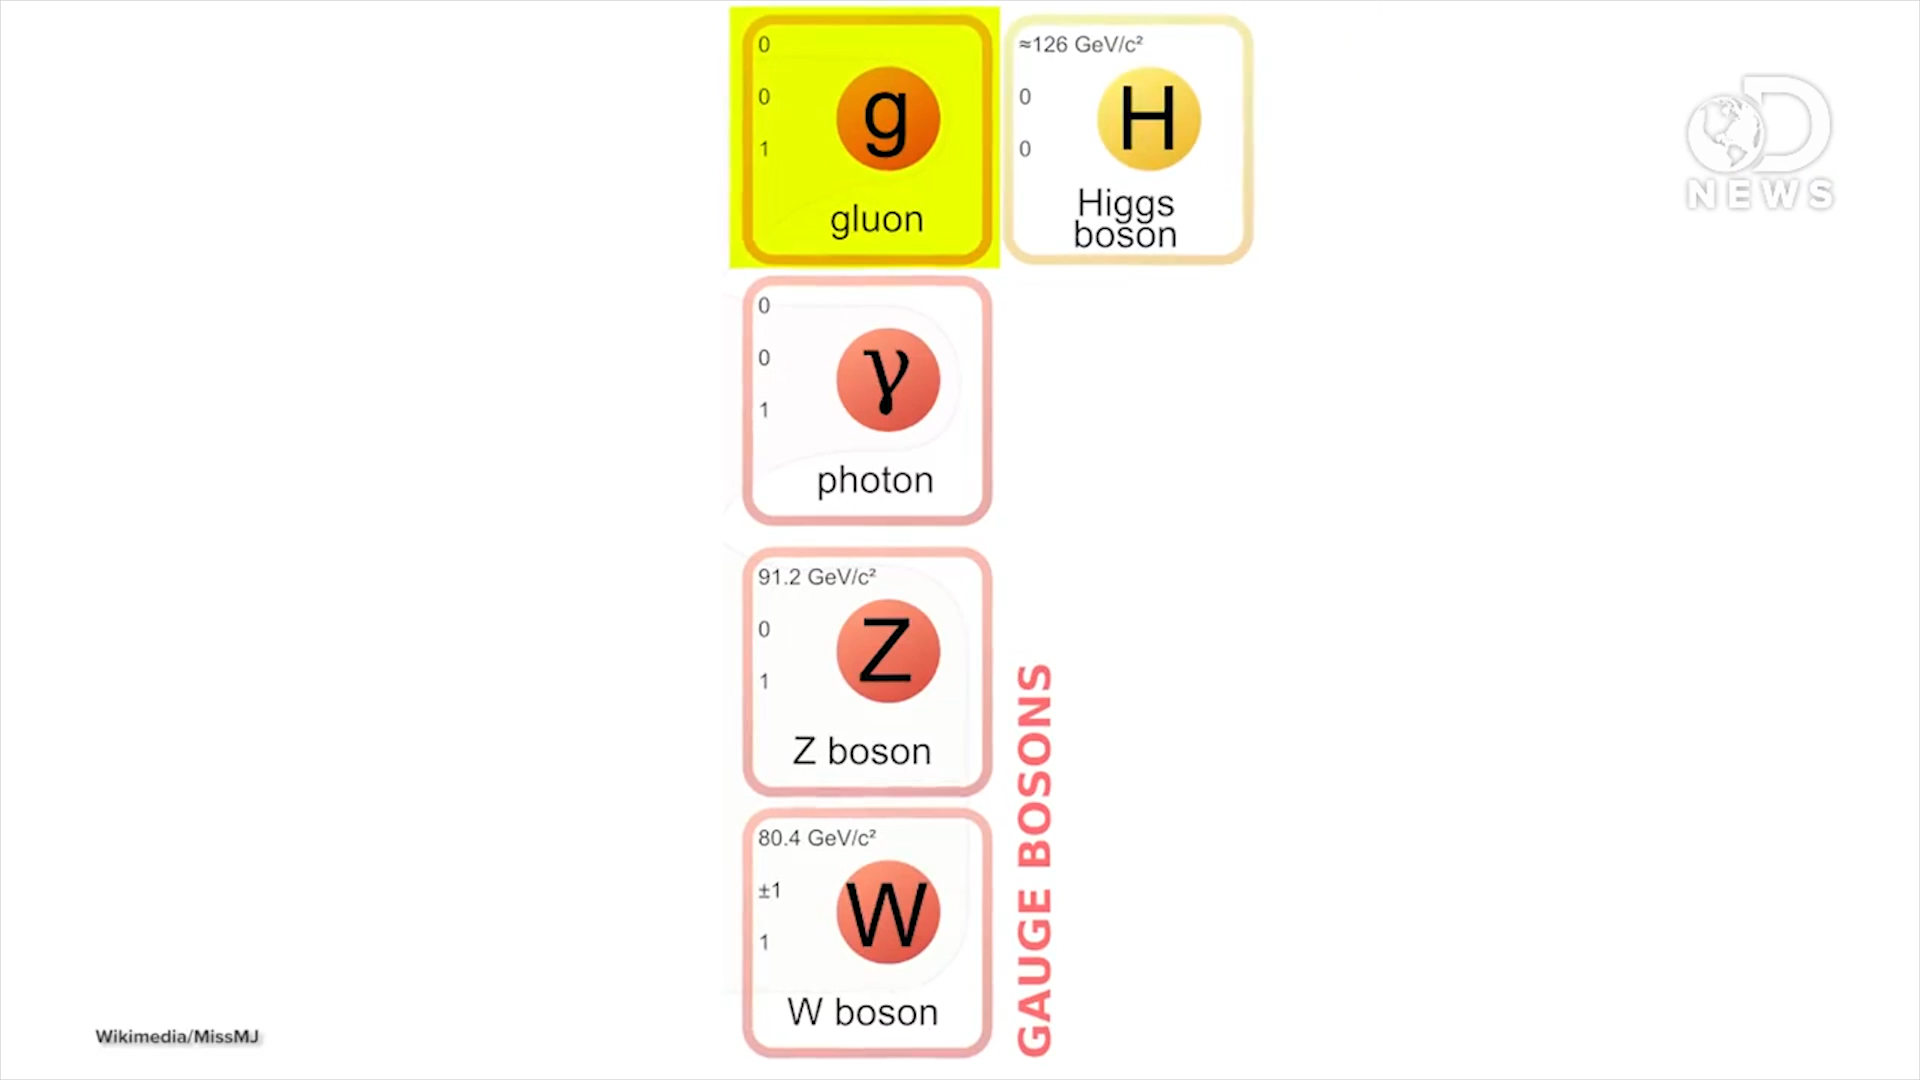 0
0
1
g
gluon
≈126 GeV/c²
0
0
H
Higgs
boson
0
0
1
γ
photon
91.2 GeV/c²
0
1
Z
Z boson
80.4 GeV/c²
±1
1
W
W boson
GAUGE BOSONS
D
NEWS
Wikimedia/MissMJ